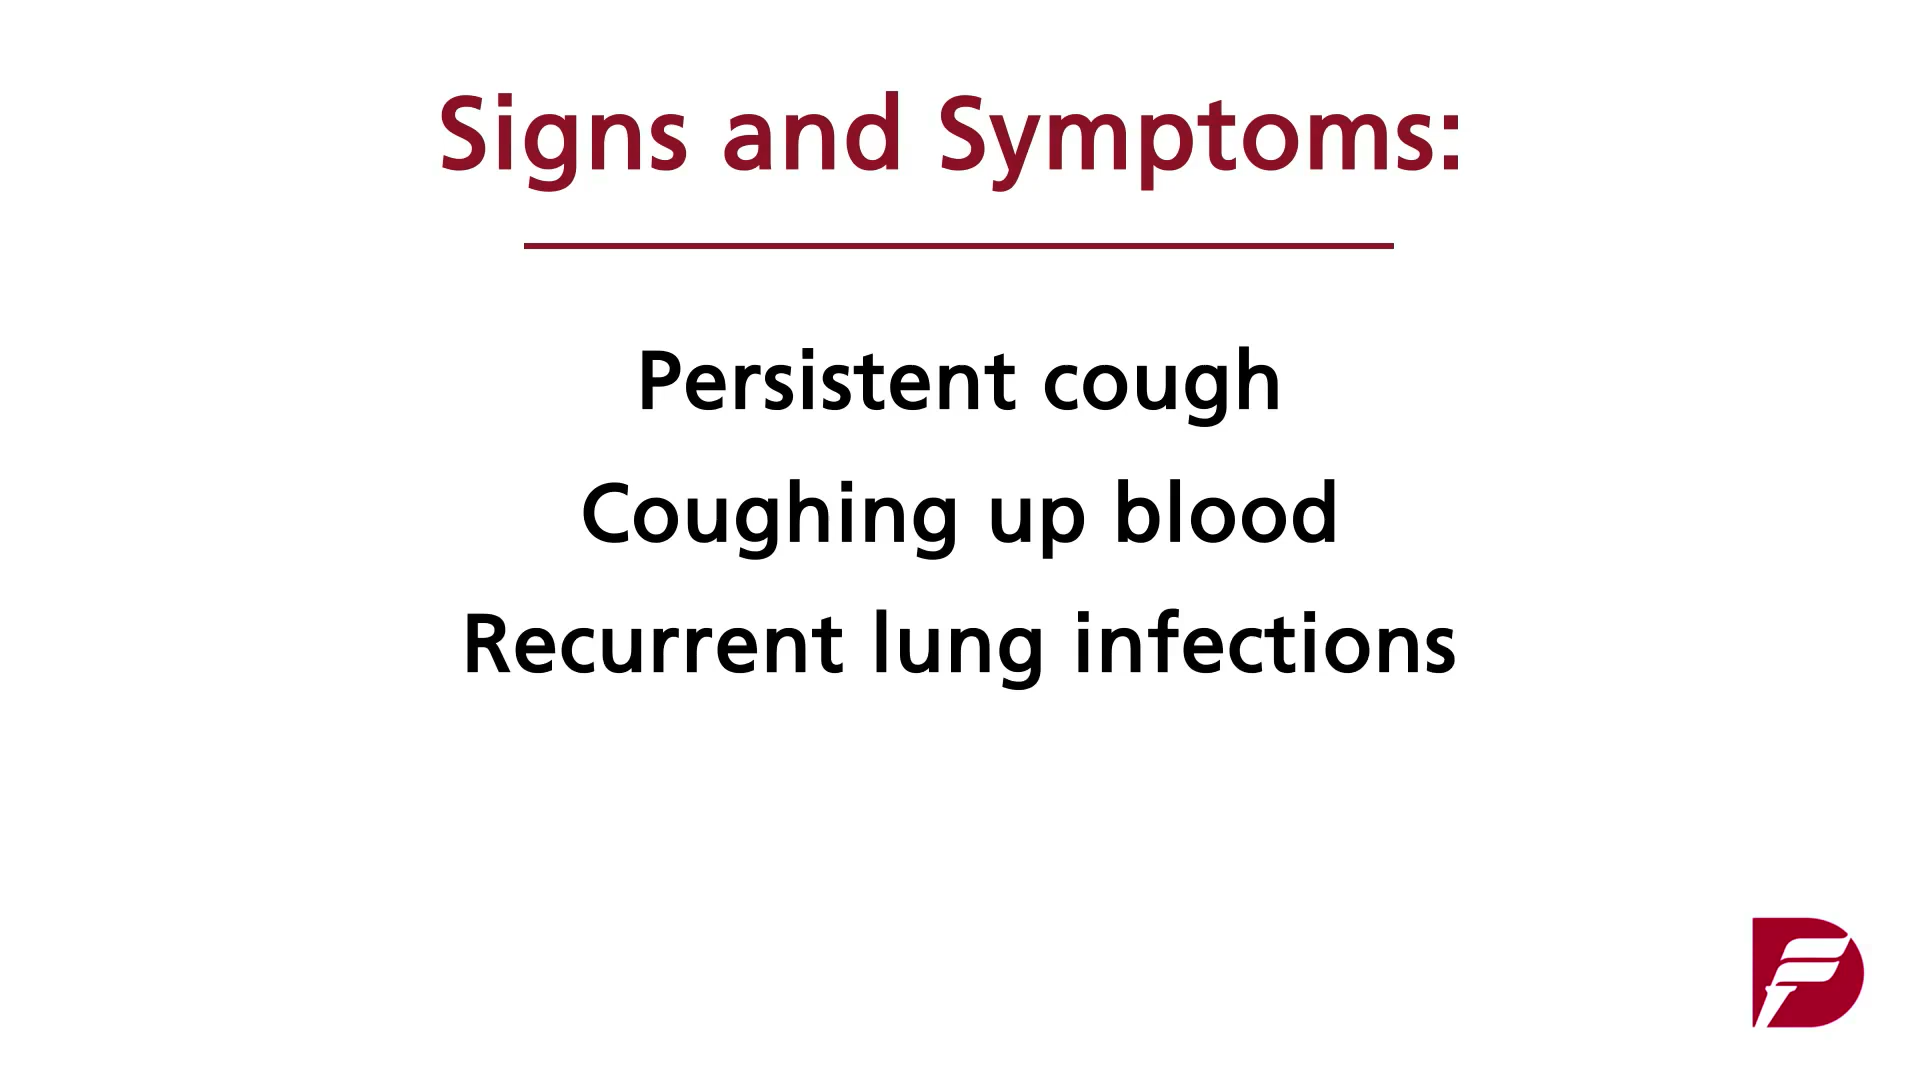 Signs and Symptoms:
Persistent cough
Coughing up blood
Recurrent lung infections